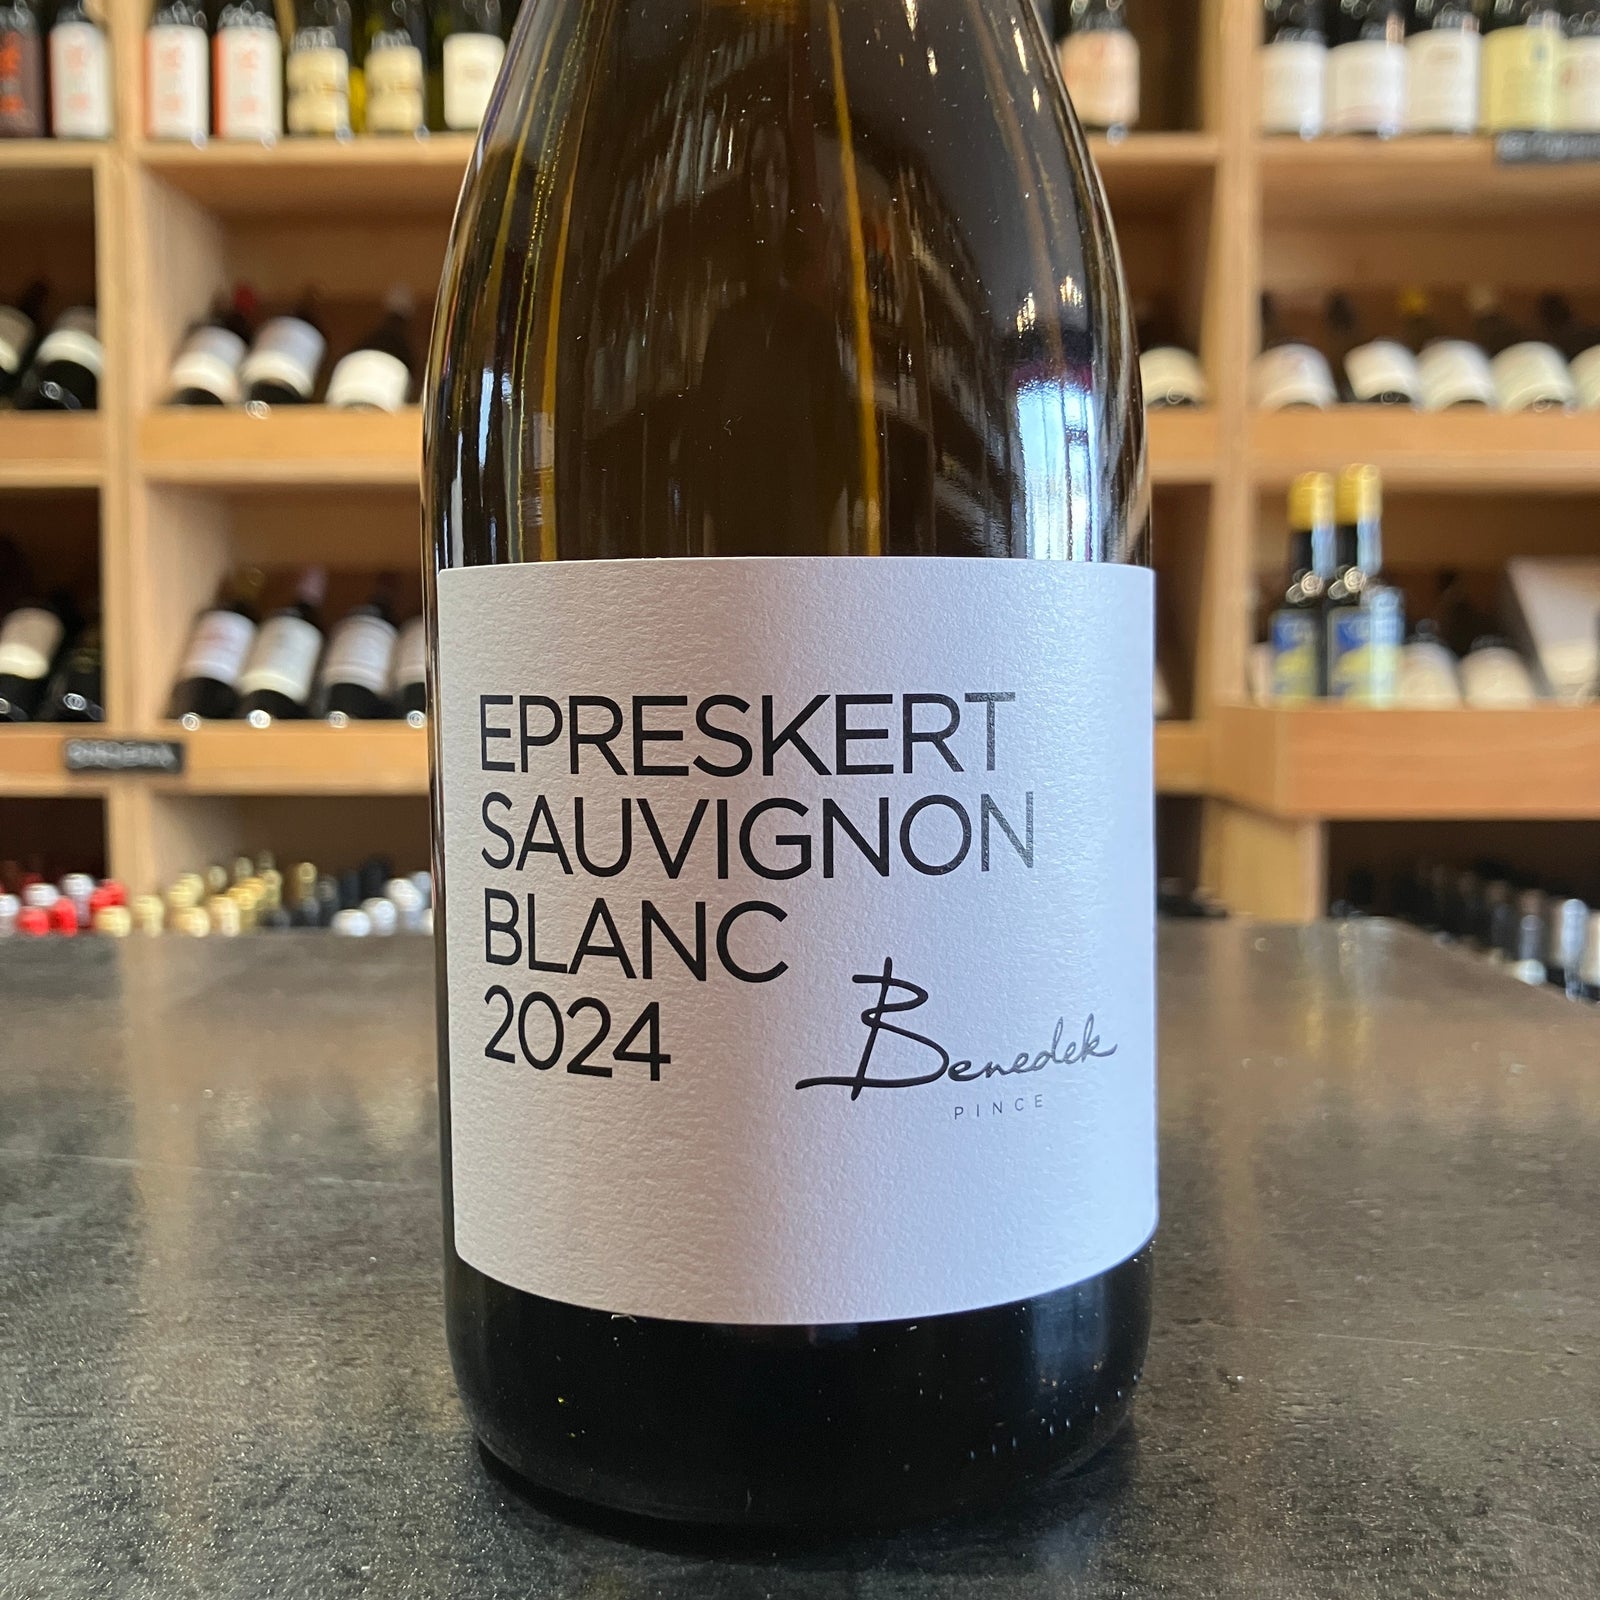 EPRESKERT
SAUVIGNON
BLANC
2024
Benedek
PINCE